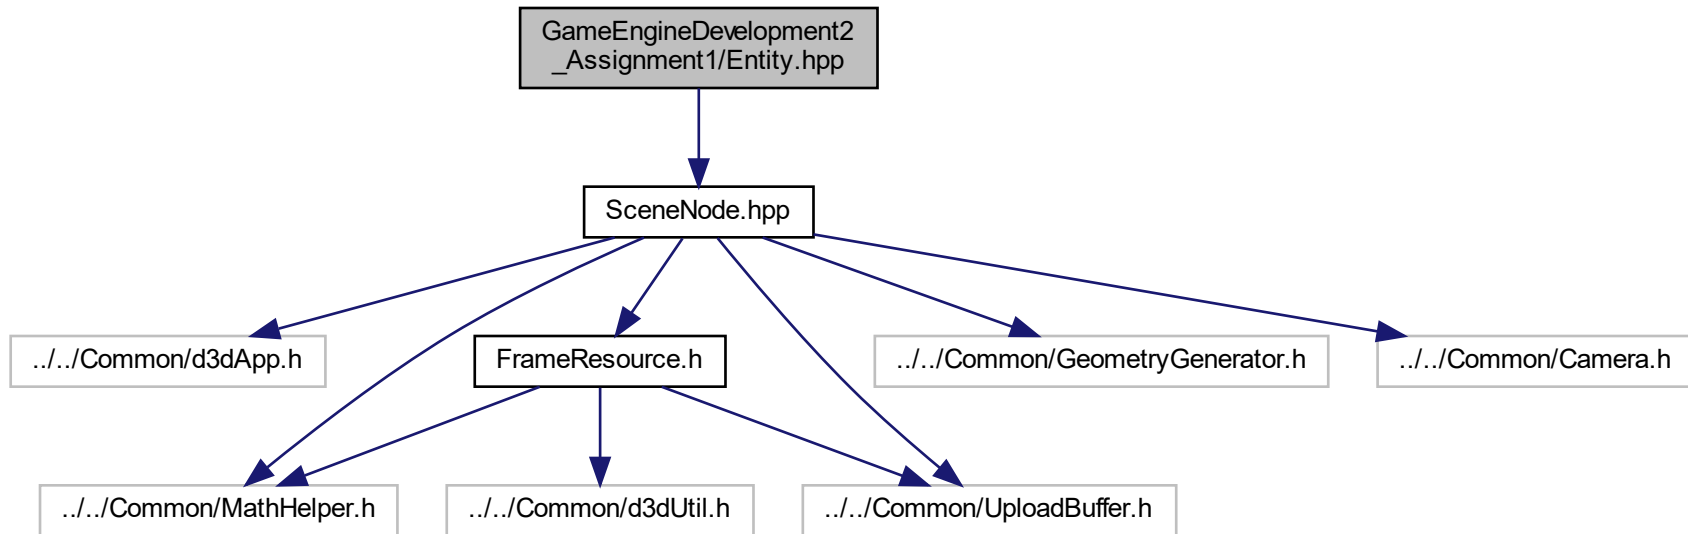 GameEngineDevelopment2
_Assignment1/Entity.hpp
SceneNode.hpp
../../Common/d3dApp.h
FrameResource.h
../../Common/GeometryGenerator.h
../../Common/Camera.h
../../Common/MathHelper.h
../../Common/d3dUtil.h
../../Common/UploadBuffer.h